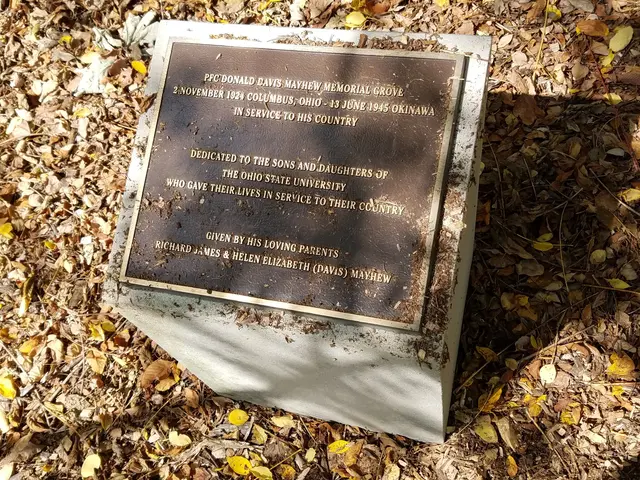 PFC DONALD DAVIS MAYHEW MEMORIAL GROVE
2 NOVEMBER 1924 COLUMBUS, OHIO - 13 JUNE 1945 OKINAWA
IN SERVICE TO HIS COUNTRY
DEDICATED TO THE SONS AND DAUGHTERS OF
THE OHIO STATE UNIVERSITY
WHO GAVE THEIR LIVES IN SERVICE TO THEIR COUNTRY
GIVEN BY HIS LOVING PARENTS
RICHARD JAMES & HELEN ELIZABETH (DAVIS) MAYHEW